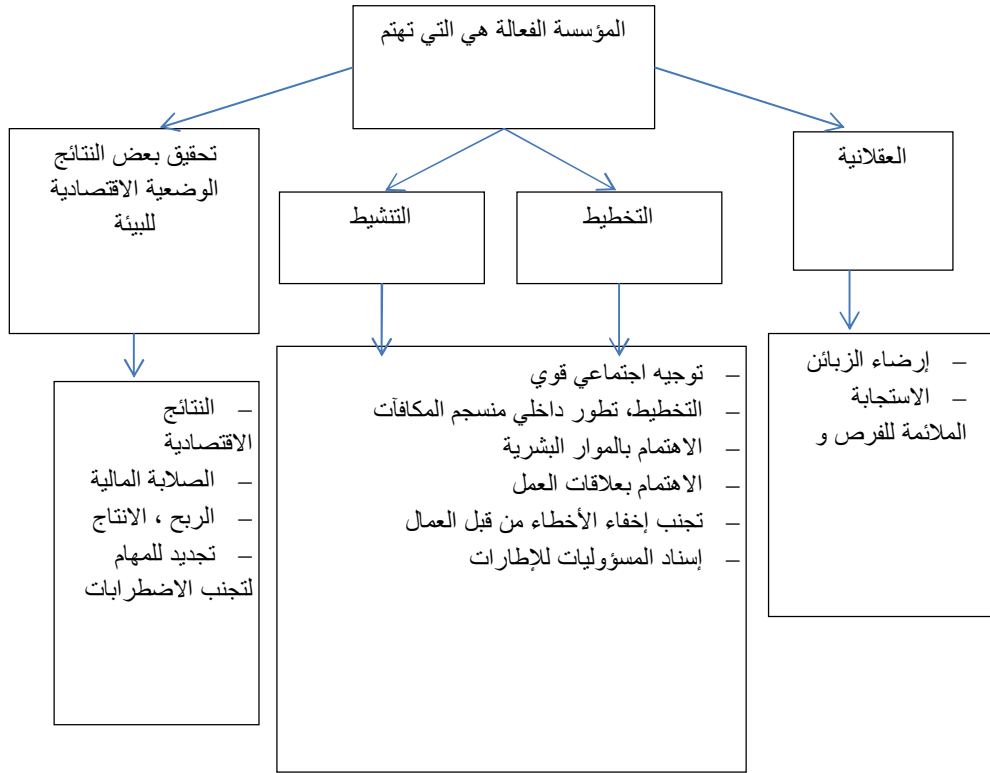 المؤسسة الفعالة هي التي تهتم
العقلانية
التخطيط
التنشيط
تحقيق بعض النتائج
الوضعية الاقتصادية
للبيئة
– إرضاء الزبائن
– الاستجابة
الملائمة للفرص و
– توجيه اجتماعي قوي
– التخطيط، تطور داخلي منسجم المكافآت
– الاهتمام بالموار البشرية
– الاهتمام بعلاقات العمل
– تجنب إخفاء الأخطاء من قبل العمال
– إسناد المسؤوليات للإطارات
– النتائج
الاقتصادية
– الصلابة المالية
– الربح ، الانتاج
– تجديد للمهام
لتجنب الاضطرابات